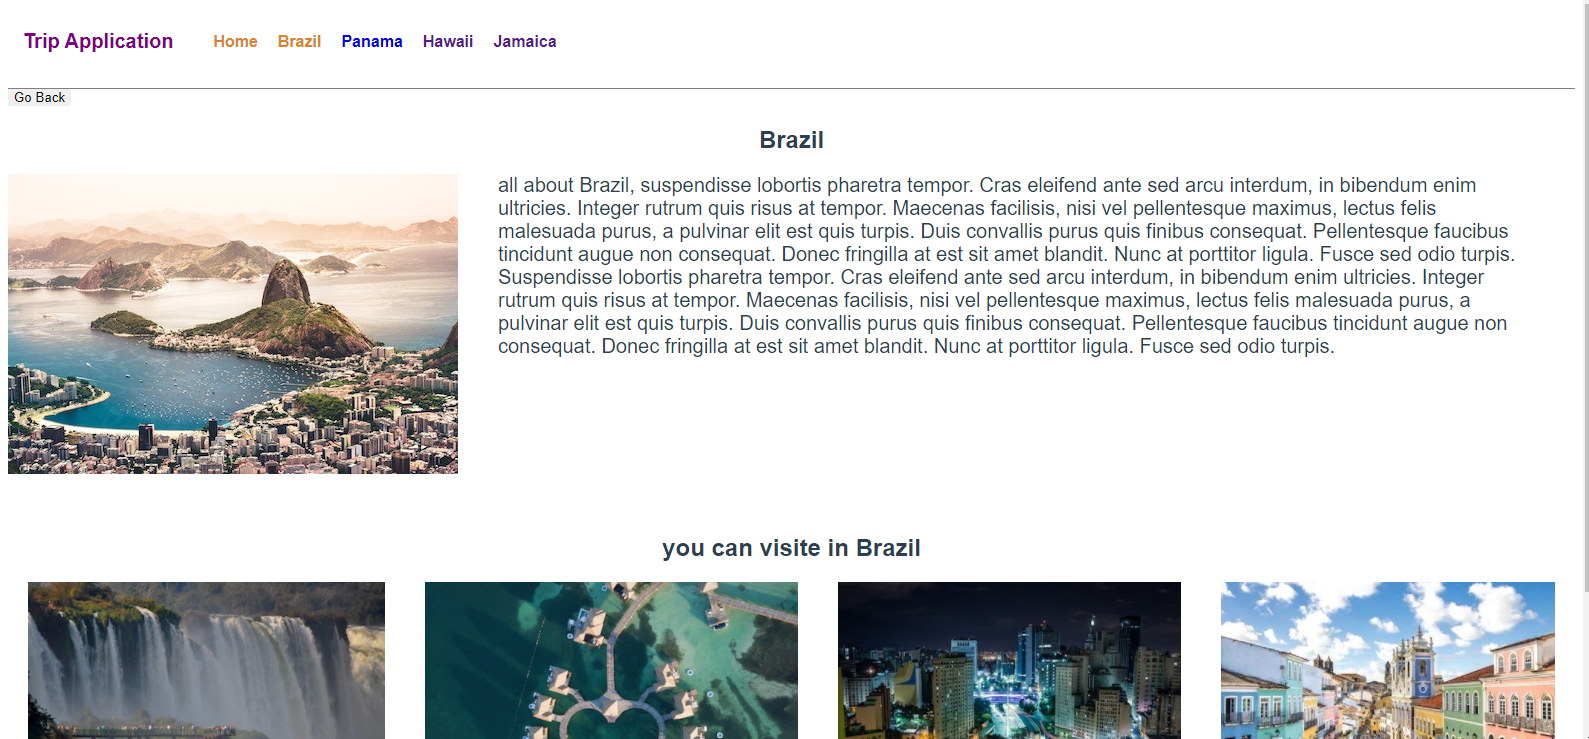 Trip Application Home Brazil Panama Hawaii Jamaica
Go Back
Brazil
all about Brazil, suspendisse lobortis pharetra tempor. Cras eleifend ante sed arcu interdum, in bibendum enim
ultricies. Integer rutrum quis risus at tempor. Maecenas facilisis, nisi vel pellentesque maximus, lectus felis
malesuada purus, a pulvinar elit est quis turpis. Duis convallis purus quis finibus consequat. Pellentesque faucibus
tincidunt augue non consequat. Donec fringilla at est sit amet blandit. Nunc at porttitor ligula. Fusce sed odio turpis.
Suspendisse lobortis pharetra tempor. Cras eleifend ante sed arcu interdum, in bibendum enim ultricies. Integer
rutrum quis risus at tempor. Maecenas facilisis, nisi vel pellentesque maximus, lectus felis malesuada purus, a
pulvinar elit est quis turpis. Duis convallis purus quis finibus consequat. Pellentesque faucibus tincidunt augue non
consequat. Donec fringilla at est sit amet blandit. Nunc at porttitor ligula. Fusce sed odio turpis.
you can visite in Brazil